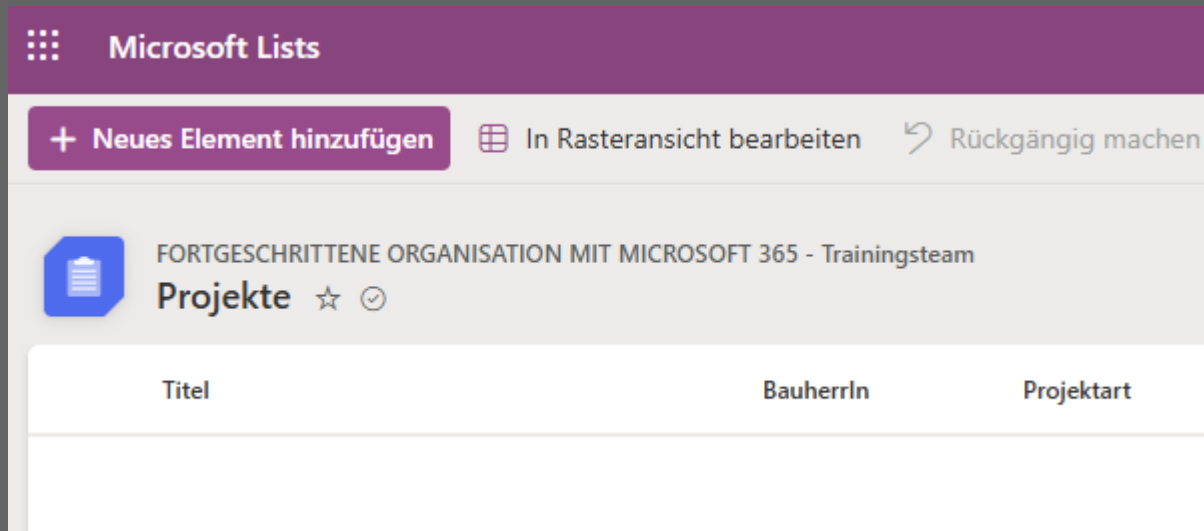 Microsoft Lists
+ Neues Element hinzufügen In Rasteransicht bearbeiten Rückgängig machen
FORTGESCHRITTENE ORGANISATION MIT MICROSOFT 365 - Trainingsteam
Projekte
Titel BauherrIn Projektart